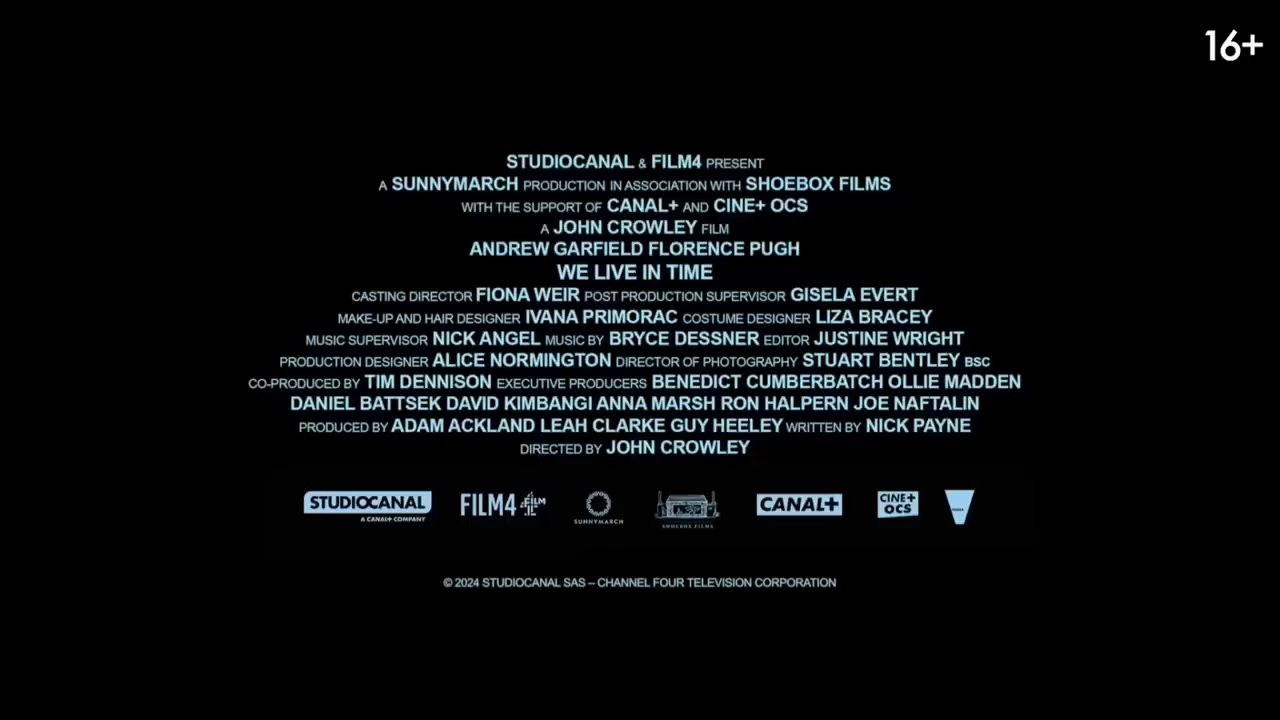 16+
STUDIOCANAL & FILM4 PRESENT
A SUNNYMARCH PRODUCTION IN ASSOCIATION WITH SHOEBOX FILMS
WITH THE SUPPORT OF CANAL+ AND CINE+ OCS
A JOHN CROWLEY FILM
ANDREW GARFIELD FLORENCE PUGH
WE LIVE IN TIME
CASTING DIRECTOR FIONA WEIR POST PRODUCTION SUPERVISOR GISELA EVERT
MAKE-UP AND HAIR DESIGNER IVANA PRIMORAC COSTUME DESIGNER LIZA BRACEY
MUSIC SUPERVISOR NICK ANGEL MUSIC BY BRYCE DESSNER EDITOR JUSTINE WRIGHT
PRODUCTION DESIGNER ALICE NORMINGTON DIRECTOR OF PHOTOGRAPHY STUART BENTLEY BSC
CO-PRODUCED BY TIM DENNISON EXECUTIVE PRODUCERS BENEDICT CUMBERBATCH OLLIE MADDEN
DANIEL BATTSEK DAVID KIMBANGI ANNA MARSH RON HALPERN JOE NAFTALIN
PRODUCED BY ADAM ACKLAND LEAH CLARKE GUY HEELEY WRITTEN BY NICK PAYNE
DIRECTED BY JOHN CROWLEY
STUDIOCANAL FILM4 FILM CANAL+ CINE+
OCS
A CANAL+ COMPANY SUNNYMARCH SHOEBOX FILMS
© 2024 STUDIOCANAL SAS – CHANNEL FOUR TELEVISION CORPORATION